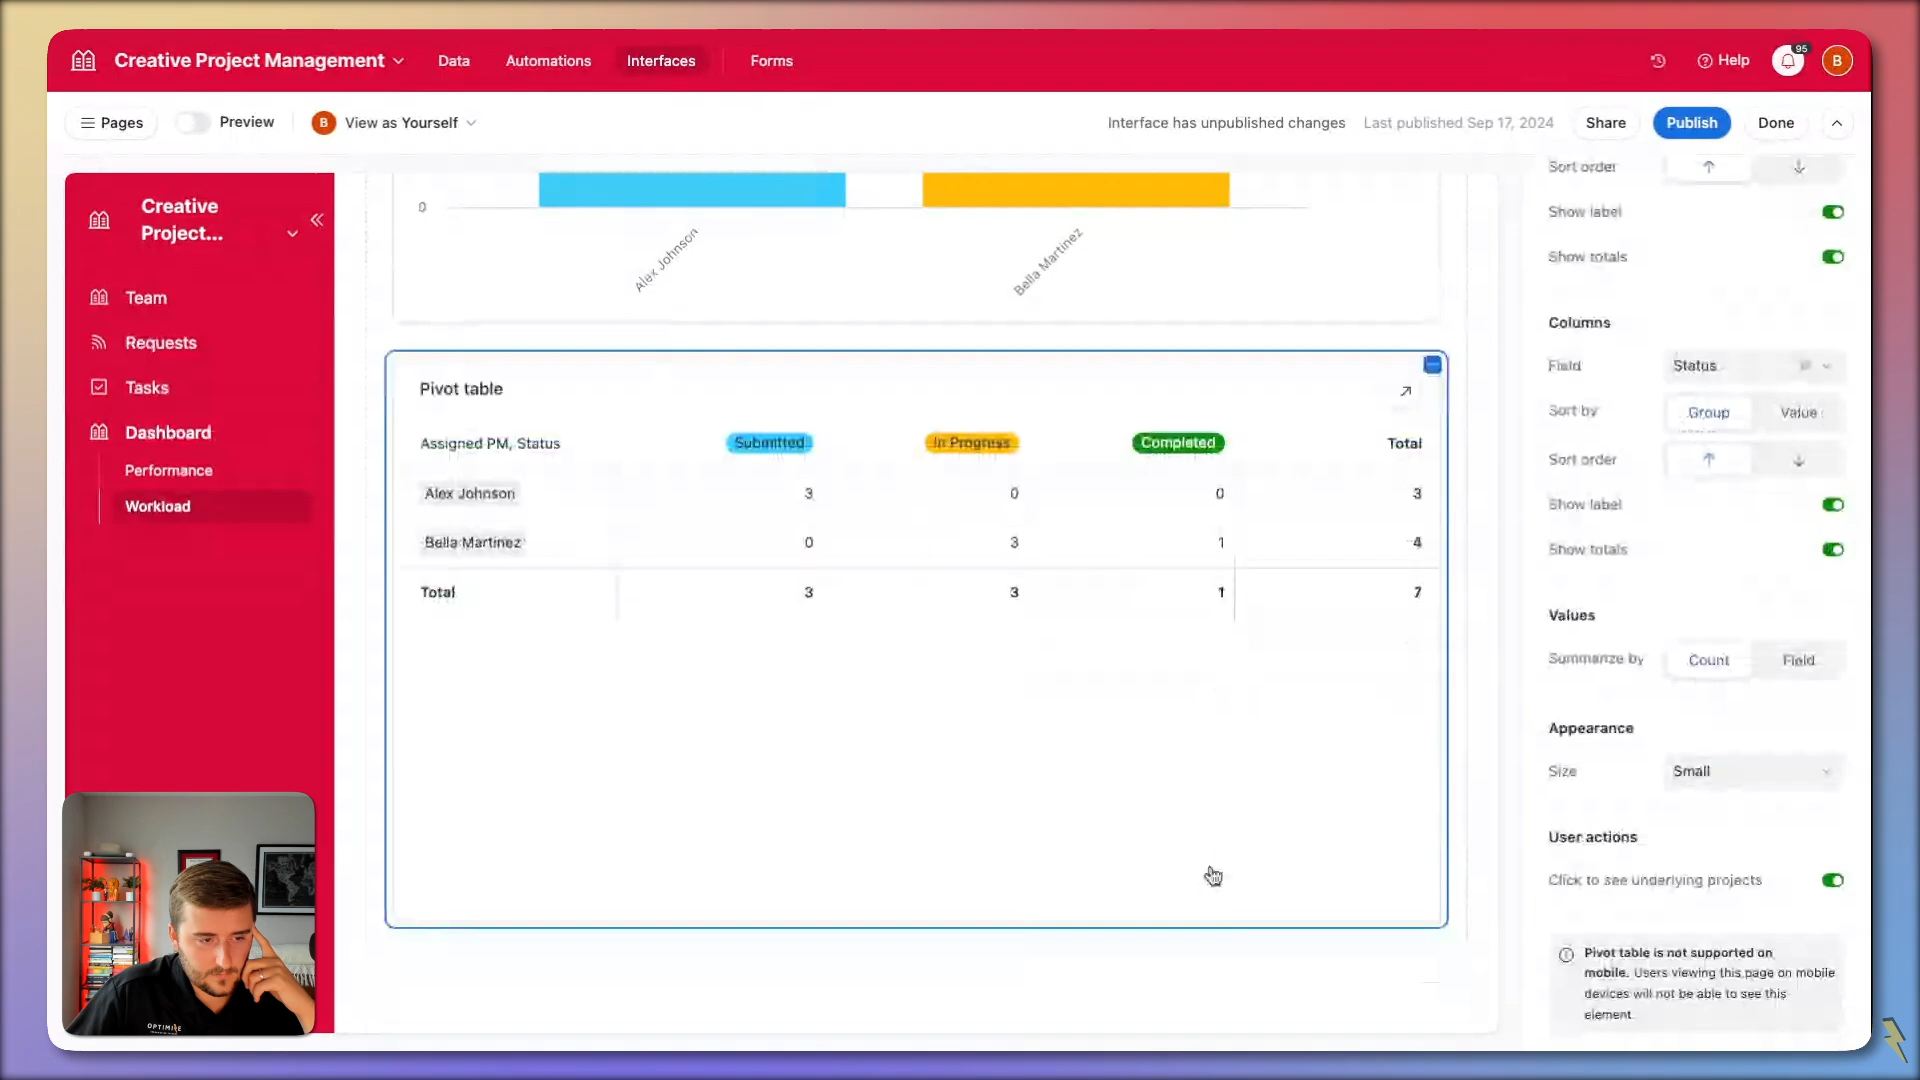 Creative Project Management
Data
Automations
Interfaces
Forms
Help
95
B
Pages
Preview
B
View as Yourself
Interface has unpublished changes
Last published Sep 17, 2024
Share
Publish
Done
Creative
Project...
Team
Requests
Tasks
Dashboard
Performance
Workload
0
Alex Johnson
Bella Martinez
Pivot table
Assigned PM, Status
Submitted
In Progress
Completed
Total
Alex Johnson
3
0
0
3
Bella Martinez
0
3
1
4
Total
3
3
1
7
Sort order
Show label
Show totals
Columns
Field
Status
Sort by
Group
Value
Sort order
Show label
Show totals
Values
Summarize by
Count
Field
Appearance
Size
Small
User actions
Click to see underlying projects
Pivot table is not supported on
mobile. Users viewing this page on mobile
devices will not be able to see this
element.
OPTIMIZE